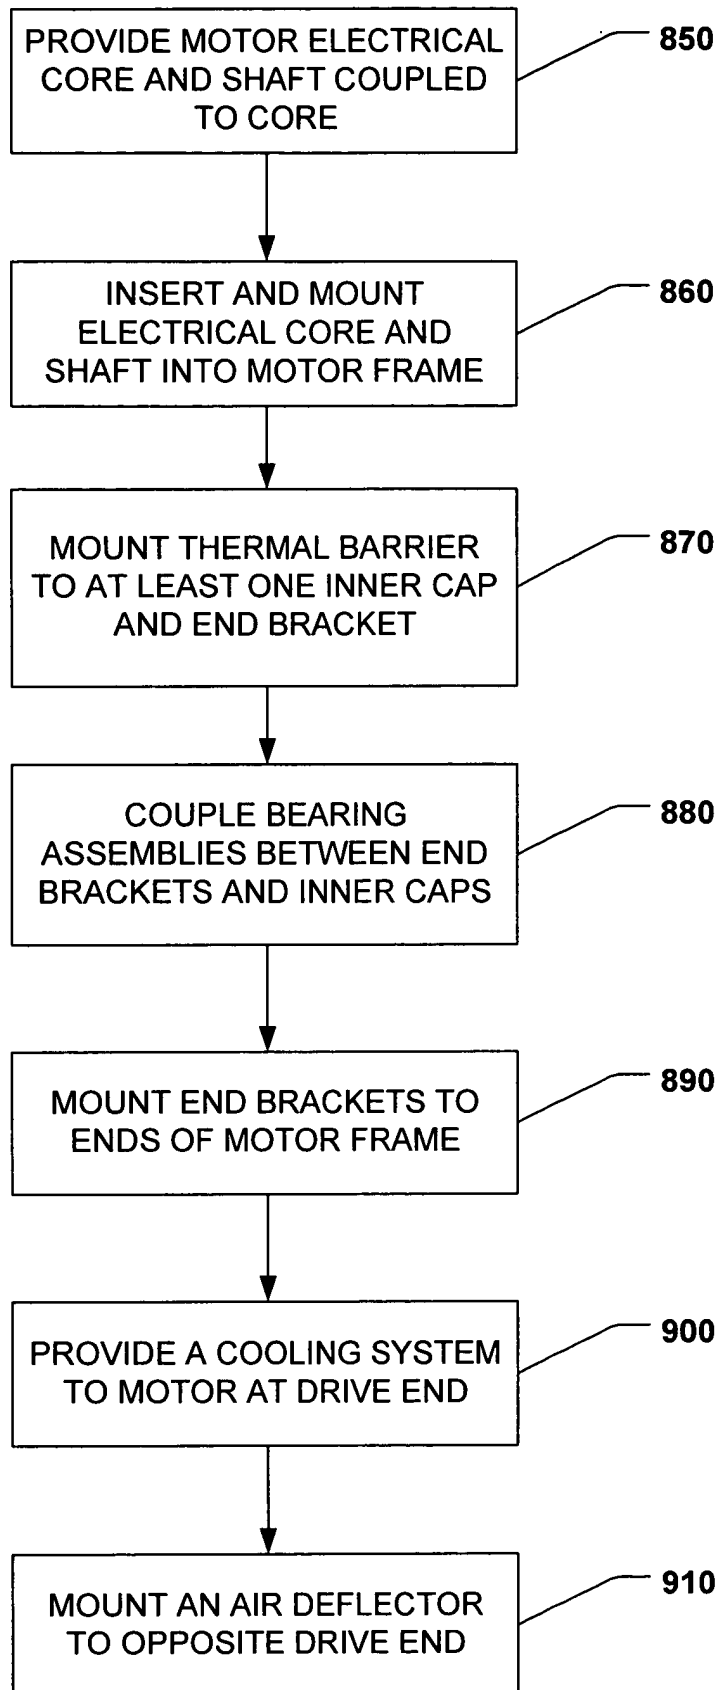 PROVIDE MOTOR ELECTRICAL
CORE AND SHAFT COUPLED
TO CORE
850
INSERT AND MOUNT
ELECTRICAL CORE AND
SHAFT INTO MOTOR FRAME
860
MOUNT THERMAL BARRIER
TO AT LEAST ONE INNER CAP
AND END BRACKET
870
COUPLE BEARING
ASSEMBLIES BETWEEN END
BRACKETS AND INNER CAPS
880
MOUNT END BRACKETS TO
ENDS OF MOTOR FRAME
890
PROVIDE A COOLING SYSTEM
TO MOTOR AT DRIVE END
900
MOUNT AN AIR DEFLECTOR
TO OPPOSITE DRIVE END
910